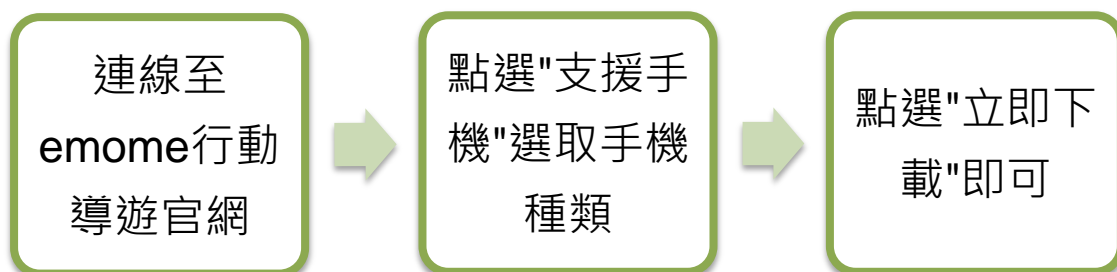 連線至
emome行動
導遊官網
點選"支援手
機"選取手機
種類
點選"立即下
載"即可